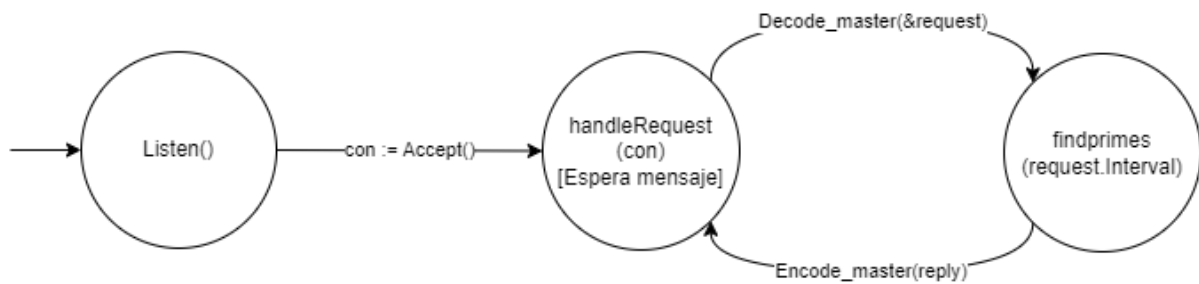 Decode_master(&request)
Listen()
con := Accept()
handleRequest
(con)
[Espera mensaje]
findprimes
(request.Interval)
Encode_master(reply)